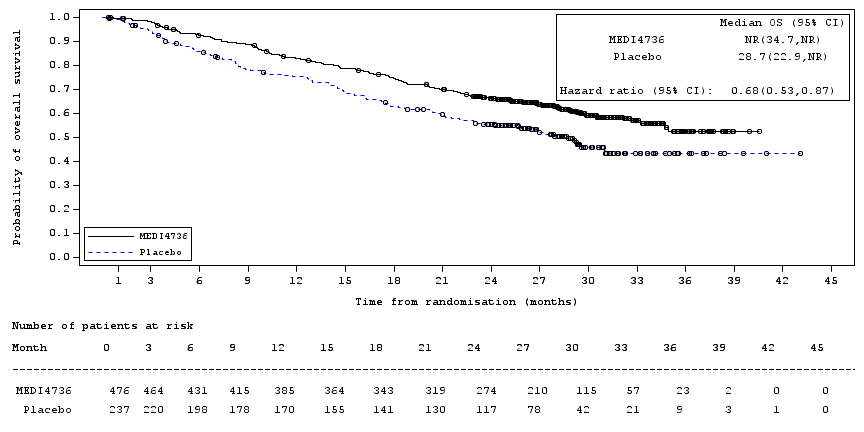 Probability of overall survival
1.0
0.9
0.8
0.7
0.6
0.5
0.4
0.3
0.2
0.1
0.0
Median OS (95% CI)
MEDI4736 NR(34.7,NR)
Placebo 28.7(22.9,NR)
Hazard ratio (95% CI): 0.68(0.53,0.87)
MEDI4736
Placebo
1 3 6 9 12 15 18 21 24 27 30 33 36 39 42 45
Time from randomisation (months)
Number of patients at risk
Month 0 3 6 9 12 15 18 21 24 27 30 33 36 39 42 45
MEDI4736 476 464 431 415 385 364 343 319 274 210 115 57 23 2 0 0
Placebo 237 220 198 178 170 155 141 130 117 78 42 21 9 3 1 0